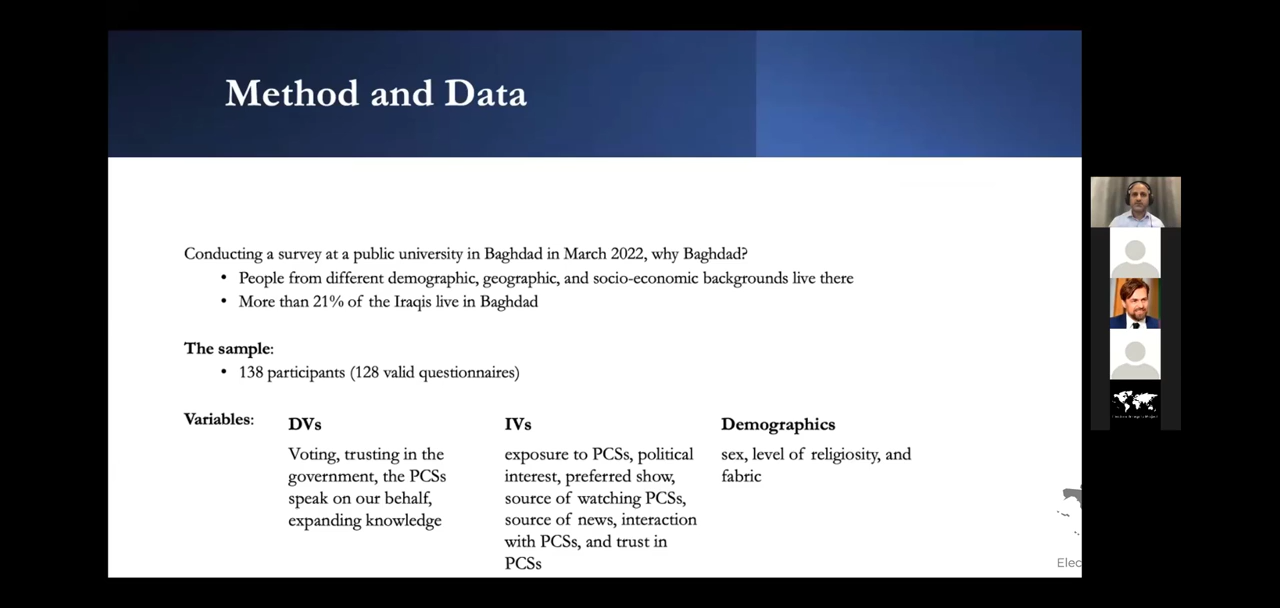 Method and Data
Conducting a survey at a public university in Baghdad in March 2022, why Baghdad?
• People from different demographic, geographic, and socio-economic backgrounds live there
• More than 21% of the Iraqis live in Baghdad
The sample:
• 138 participants (128 valid questionnaires)
Variables:
DVs
Voting, trusting in the
government, the PCSs
speak on our behalf,
expanding knowledge
IVs
exposure to PCSs, political
interest, preferred show,
source of watching PCSs,
source of news, interaction
with PCSs, and trust in
PCSs
Demographics
sex, level of religiosity, and
fabric
Elec